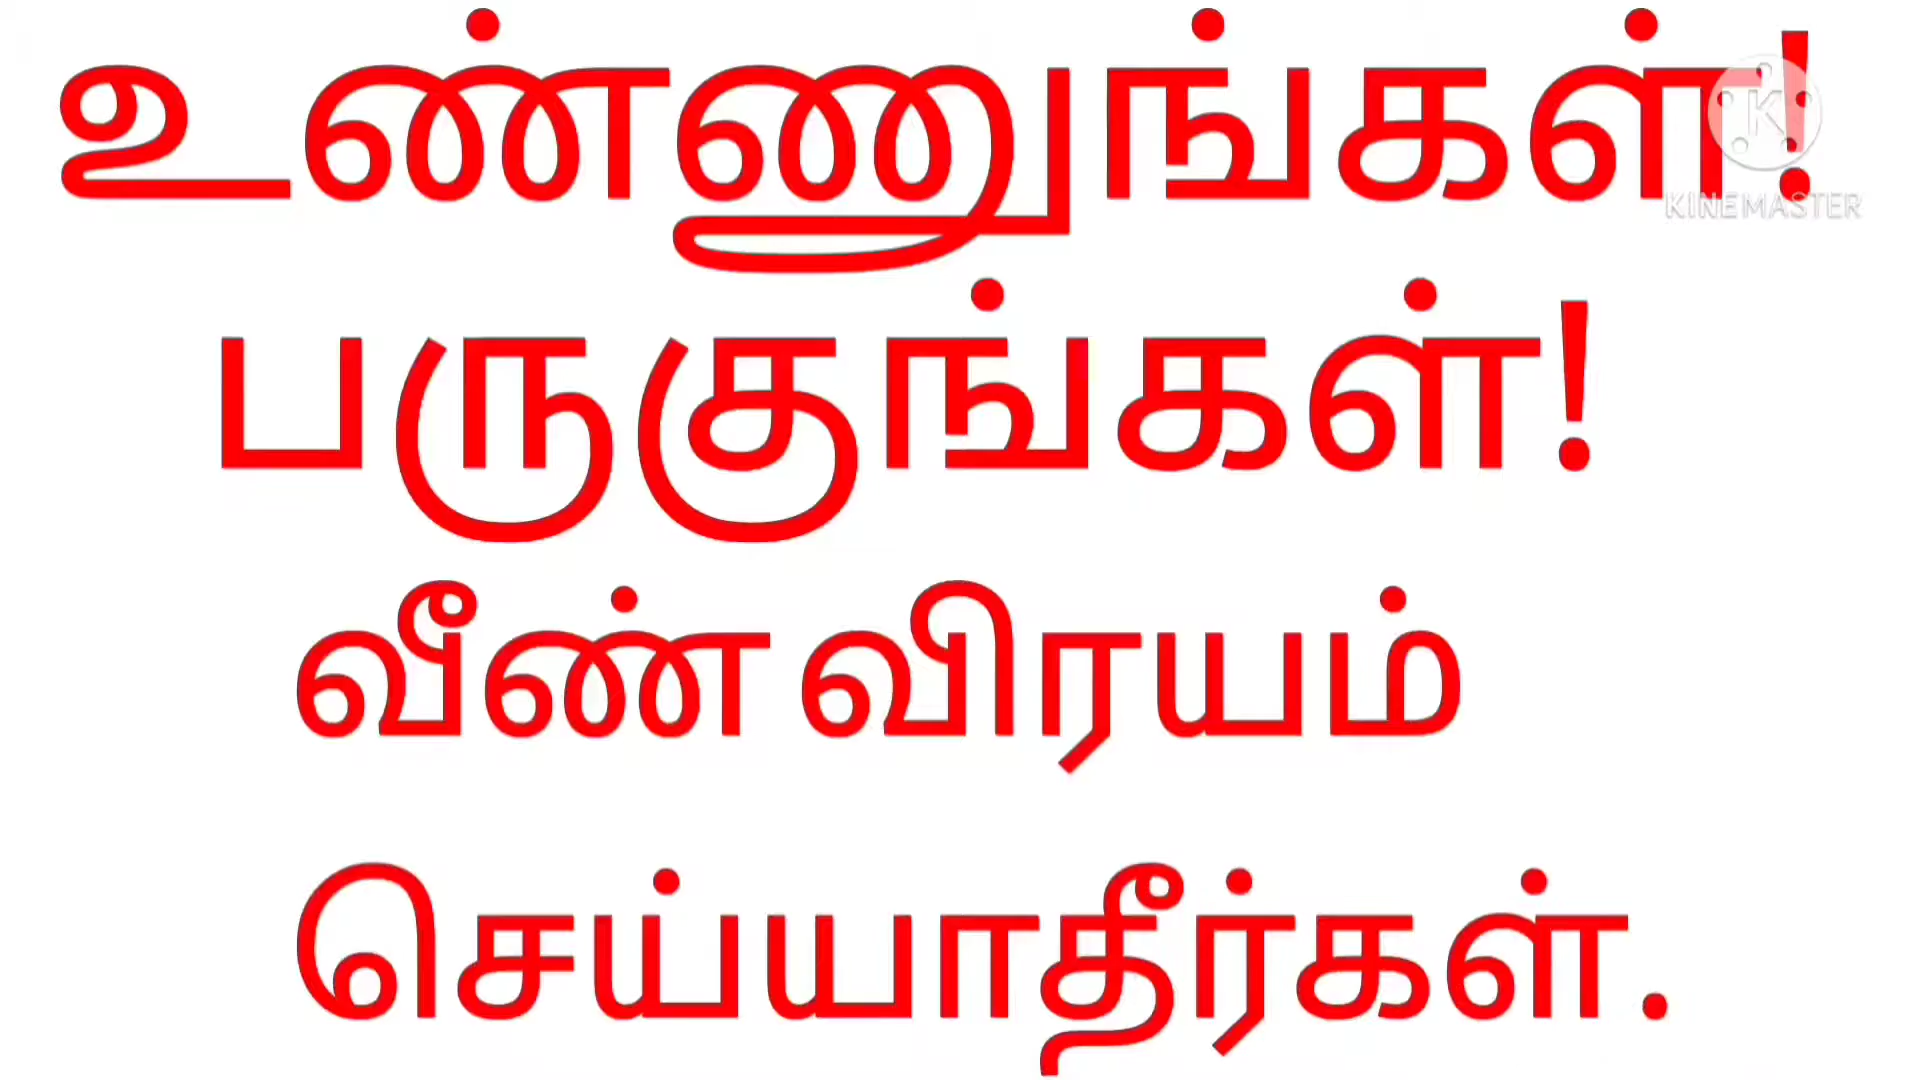 உண்ணுங்கள்!
பருகுங்கள்!
வீண் விரயம்
செய்யாதீர்கள்.
KINEMASTER